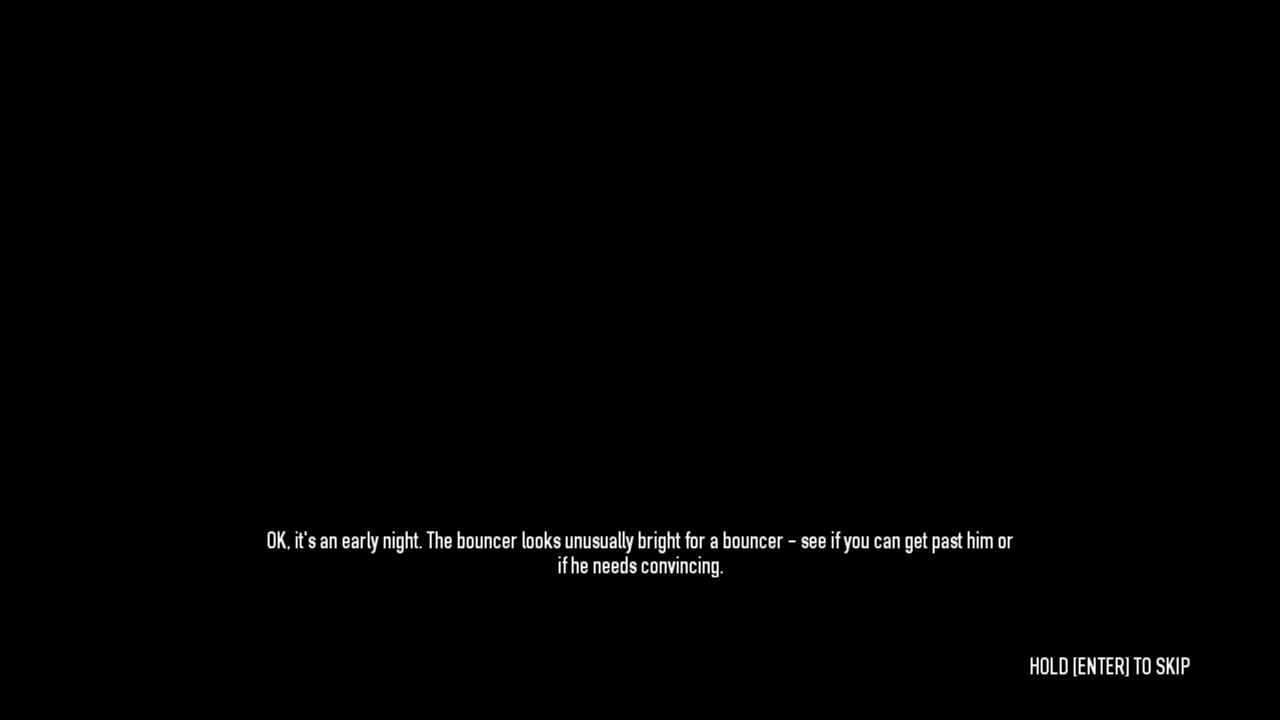 OK, it's an early night. The bouncer looks unusually bright for a bouncer - see if you can get past him or
if he needs convincing.
HOLD [ENTER] TO SKIP